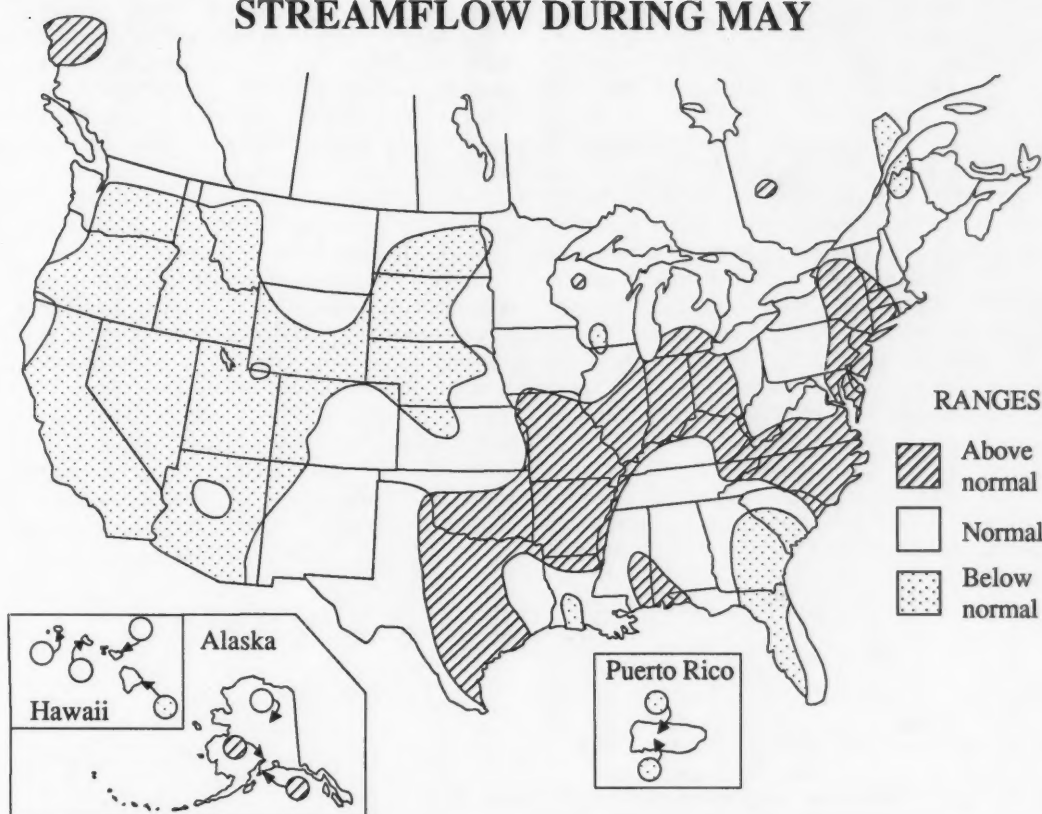 STREAMFLOW DURING MAY
RANGES
Above
normal
Normal
Below
normal
Alaska
Hawaii
Puerto Rico